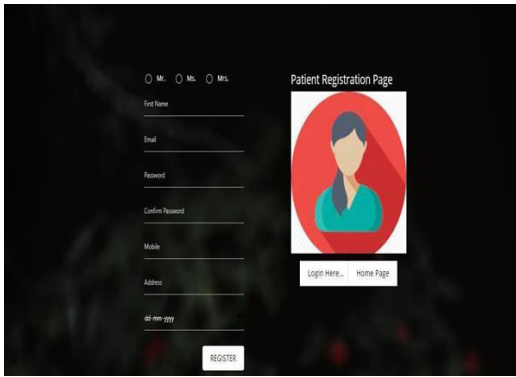 Mr. Ms. Mrs.
First Name
Email
Password
Confirm Password
Mobile
Address
dd-mm-yyyy
REGISTER
Patient Registration Page
Login Here... Home Page